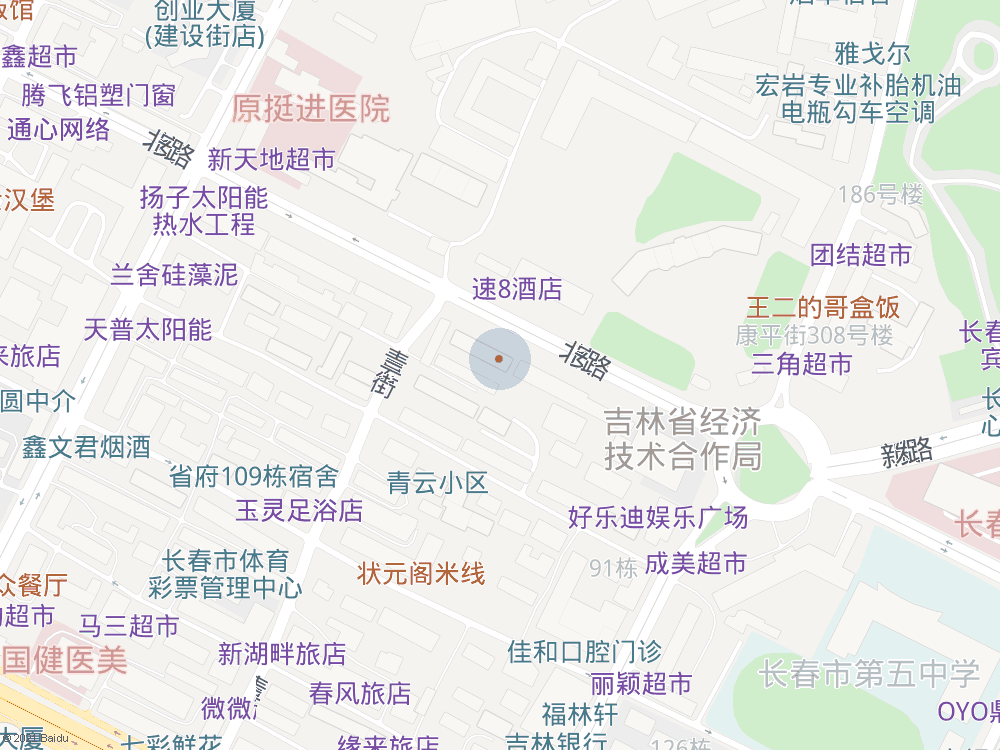 创业大厦
(建设街店)
饭馆
鑫超市
腾飞铝塑门窗
通心网络
原挺进医院
雅戈尔
宏岩专业补胎机油
电瓶勾车空调
新天地超市
扬子太阳能
热水工程
汉堡
186号楼
团结超市
兰舍硅藻泥
速8酒店
王二的哥盒饭
康平街308号楼
三角超市
天普太阳能
来旅店
长春
宾
圆中介
鑫文君烟酒
吉林省经济
技术合作局
长
心
省府109栋宿舍
青云小区
玉灵足浴店
好乐迪娱乐广场
长春
长春市体育
彩票管理中心
状元阁米线
91栋
成美超市
众餐厅
超市
马三超市
国健医美
新湖畔旅店
佳和口腔门诊
丽颖超市
长春市第五中学
春风旅店
微微
福林轩
吉林银行
OYO
126栋
大厦
七彩鲜花
缘来旅店
Baidu